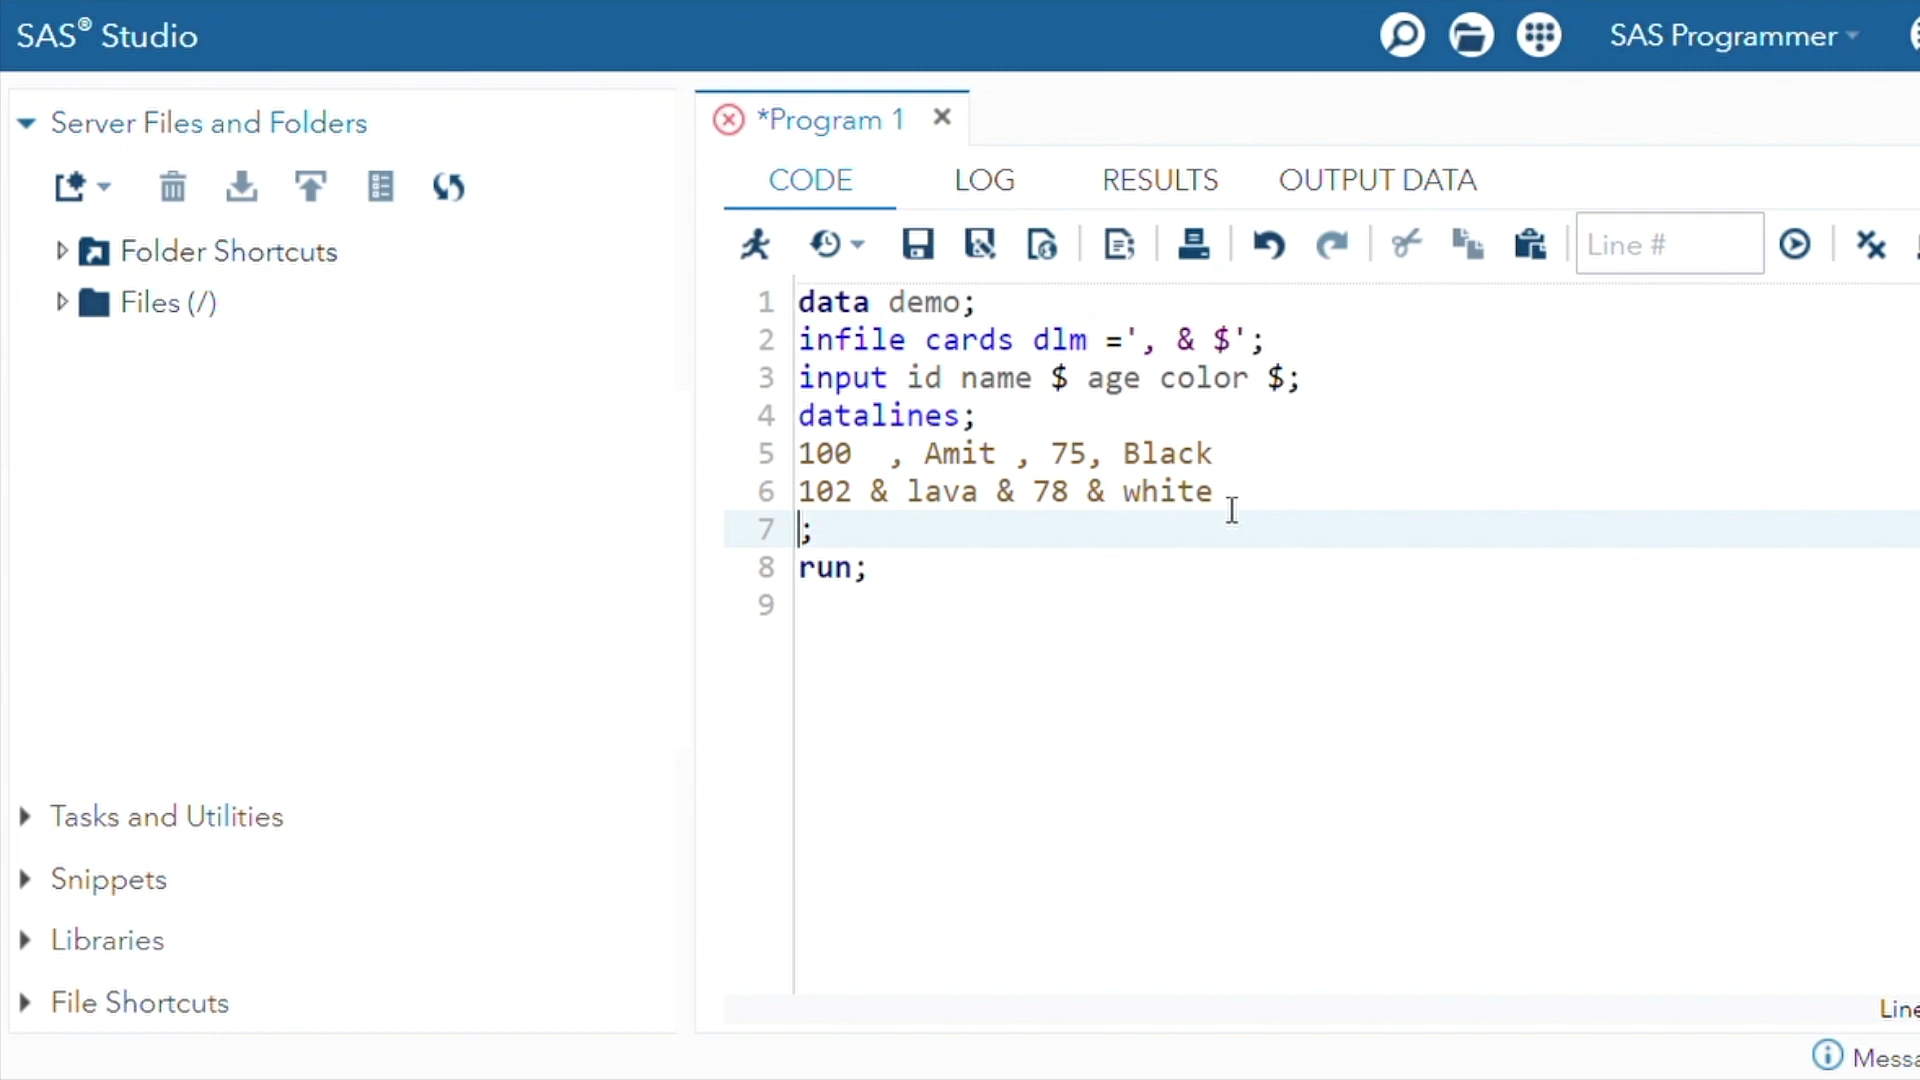 SAS® Studio
SAS Programmer
Server Files and Folders
Folder Shortcuts
Files (/)
Tasks and Utilities
Snippets
Libraries
File Shortcuts
*Program 1
CODE LOG RESULTS OUTPUT DATA
Line #
1 data demo;
2 infile cards dlm =', & $';
3 input id name $ age color $;
4 datalines;
5 100  , Amit , 75, Black
6 102 & lava & 78 & white
7 ;
8 run;
9
Line
Messa